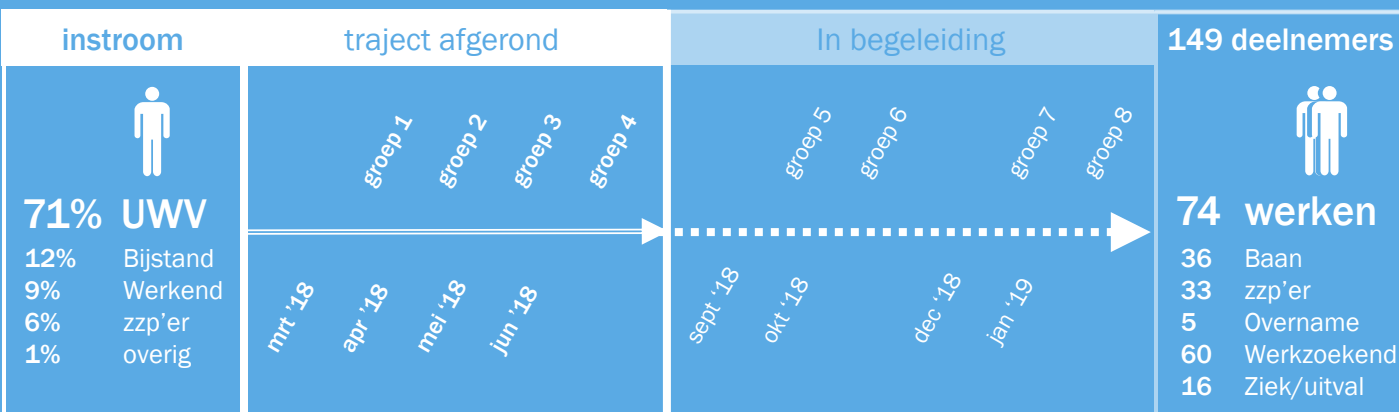 instroom
71% UWV
12% Bijstand
9% Werkend
6% zzp’er
1% overig
traject afgerond
groep 1
groep 2
groep 3
groep 4
mrt ’18
apr ’18
mei ‘18
jun ’18
In begeleiding
groep 5
groep 6
groep 7
groep 8
sept ‘18
okt ‘18
dec ‘18
jan ‘19
149 deelnemers
74 werken
36 Baan
33 zzp’er
5 Overname
60 Werkzoekend
16 Ziek/uitval